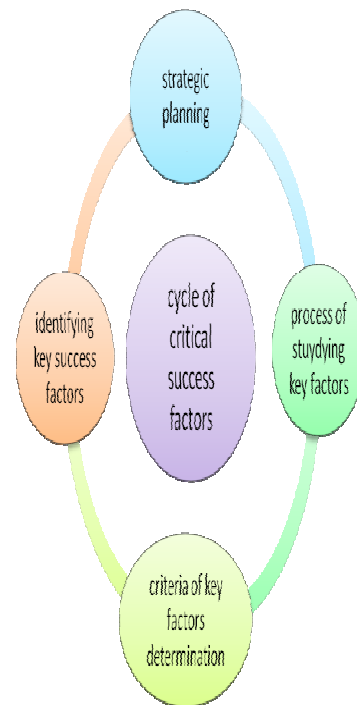 strategic
planning
identifying
key success
factors
cycle of
critical
success
factors
process of
stuydying
key factors
criteria of key
factors
determination